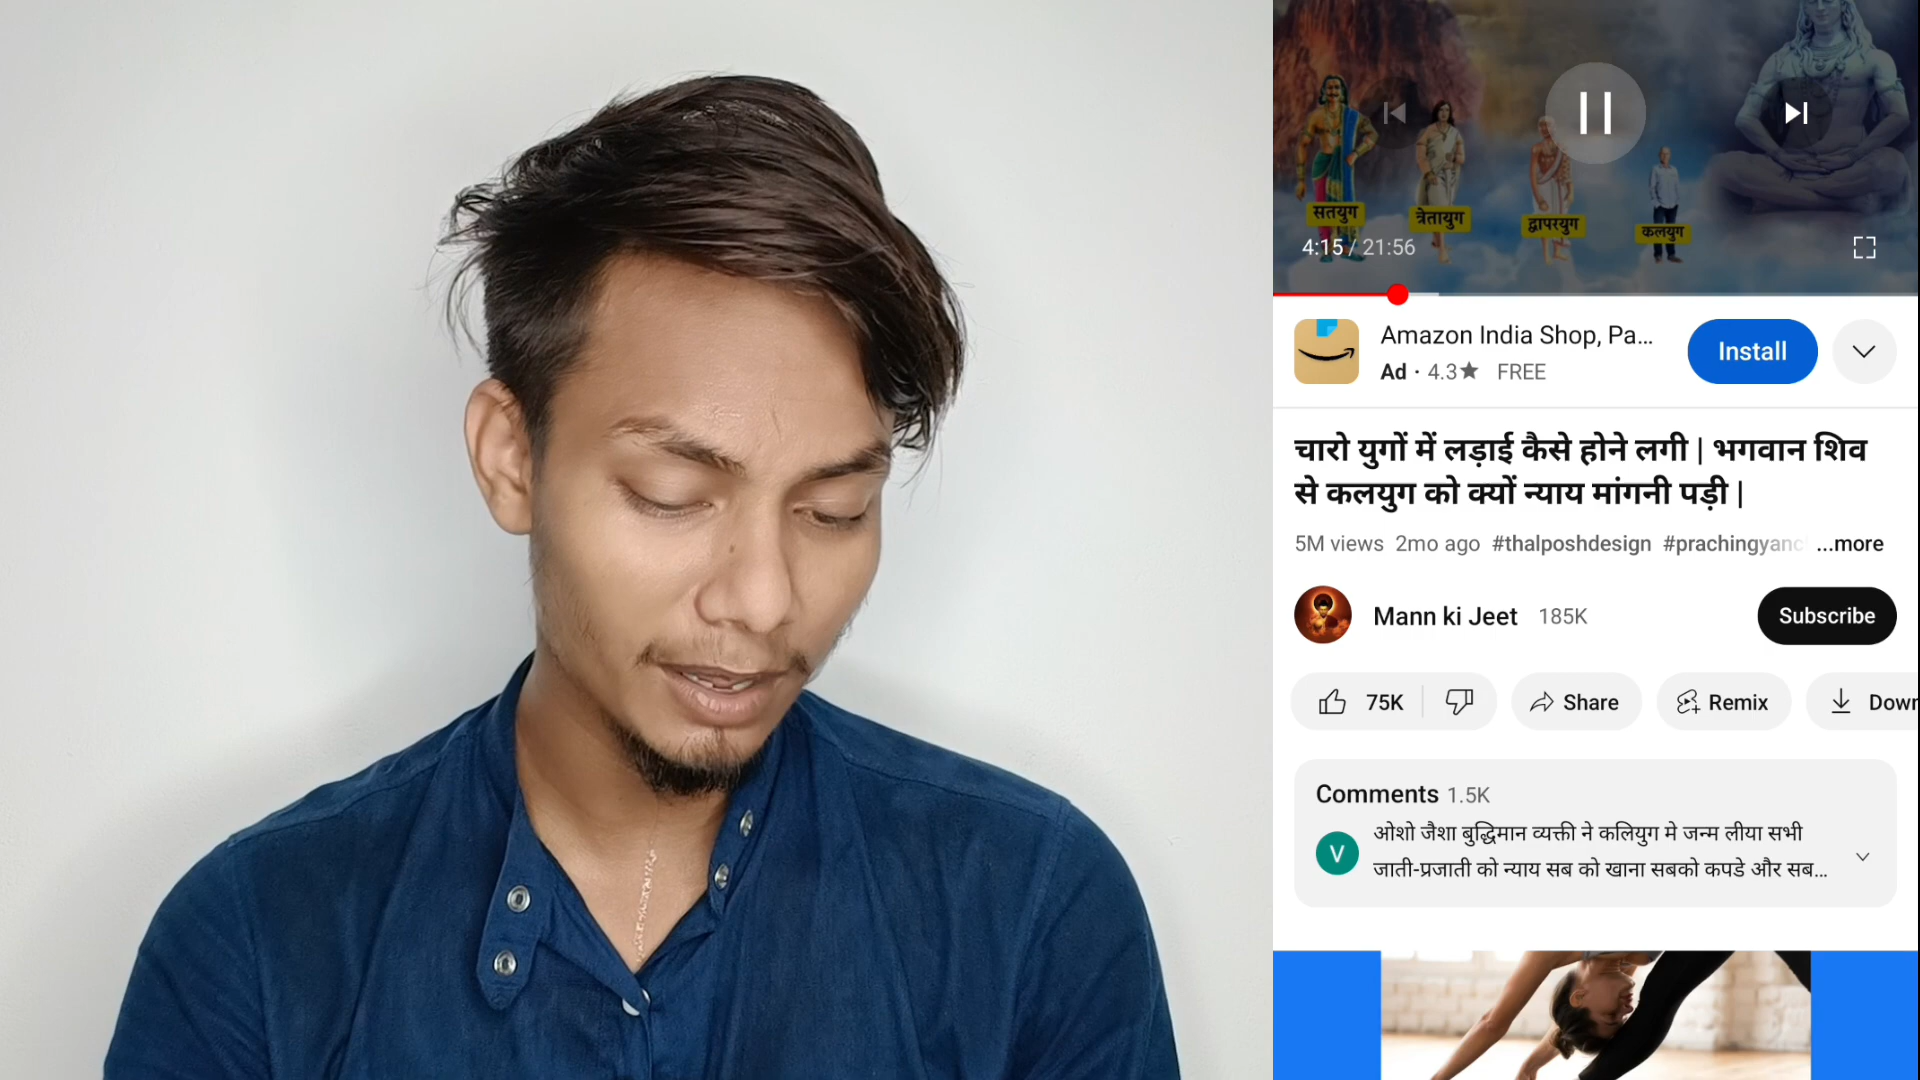 सतयुग
त्रेतायुग
द्वापरयुग
कलयुग
4:15 / 21:56
Amazon India Shop, Pa...
Install
Ad · 4.3★ FREE
चारो युगों में लड़ाई कैसे होने लगी | भगवान शिव
से कलयुग को क्यों न्याय मांगनी पड़ी |
5M views 2mo ago #thalposhdesign #prachingyanc ...more
Mann ki Jeet 185K
Subscribe
75K
Share
Remix
Down
Comments 1.5K
V
ओशो जैशा बुद्धिमान व्यक्ती ने कलियुग मे जन्म लीया सभी
जाती-प्रजाती को न्याय सब को खाना सबको कपडे और सब...